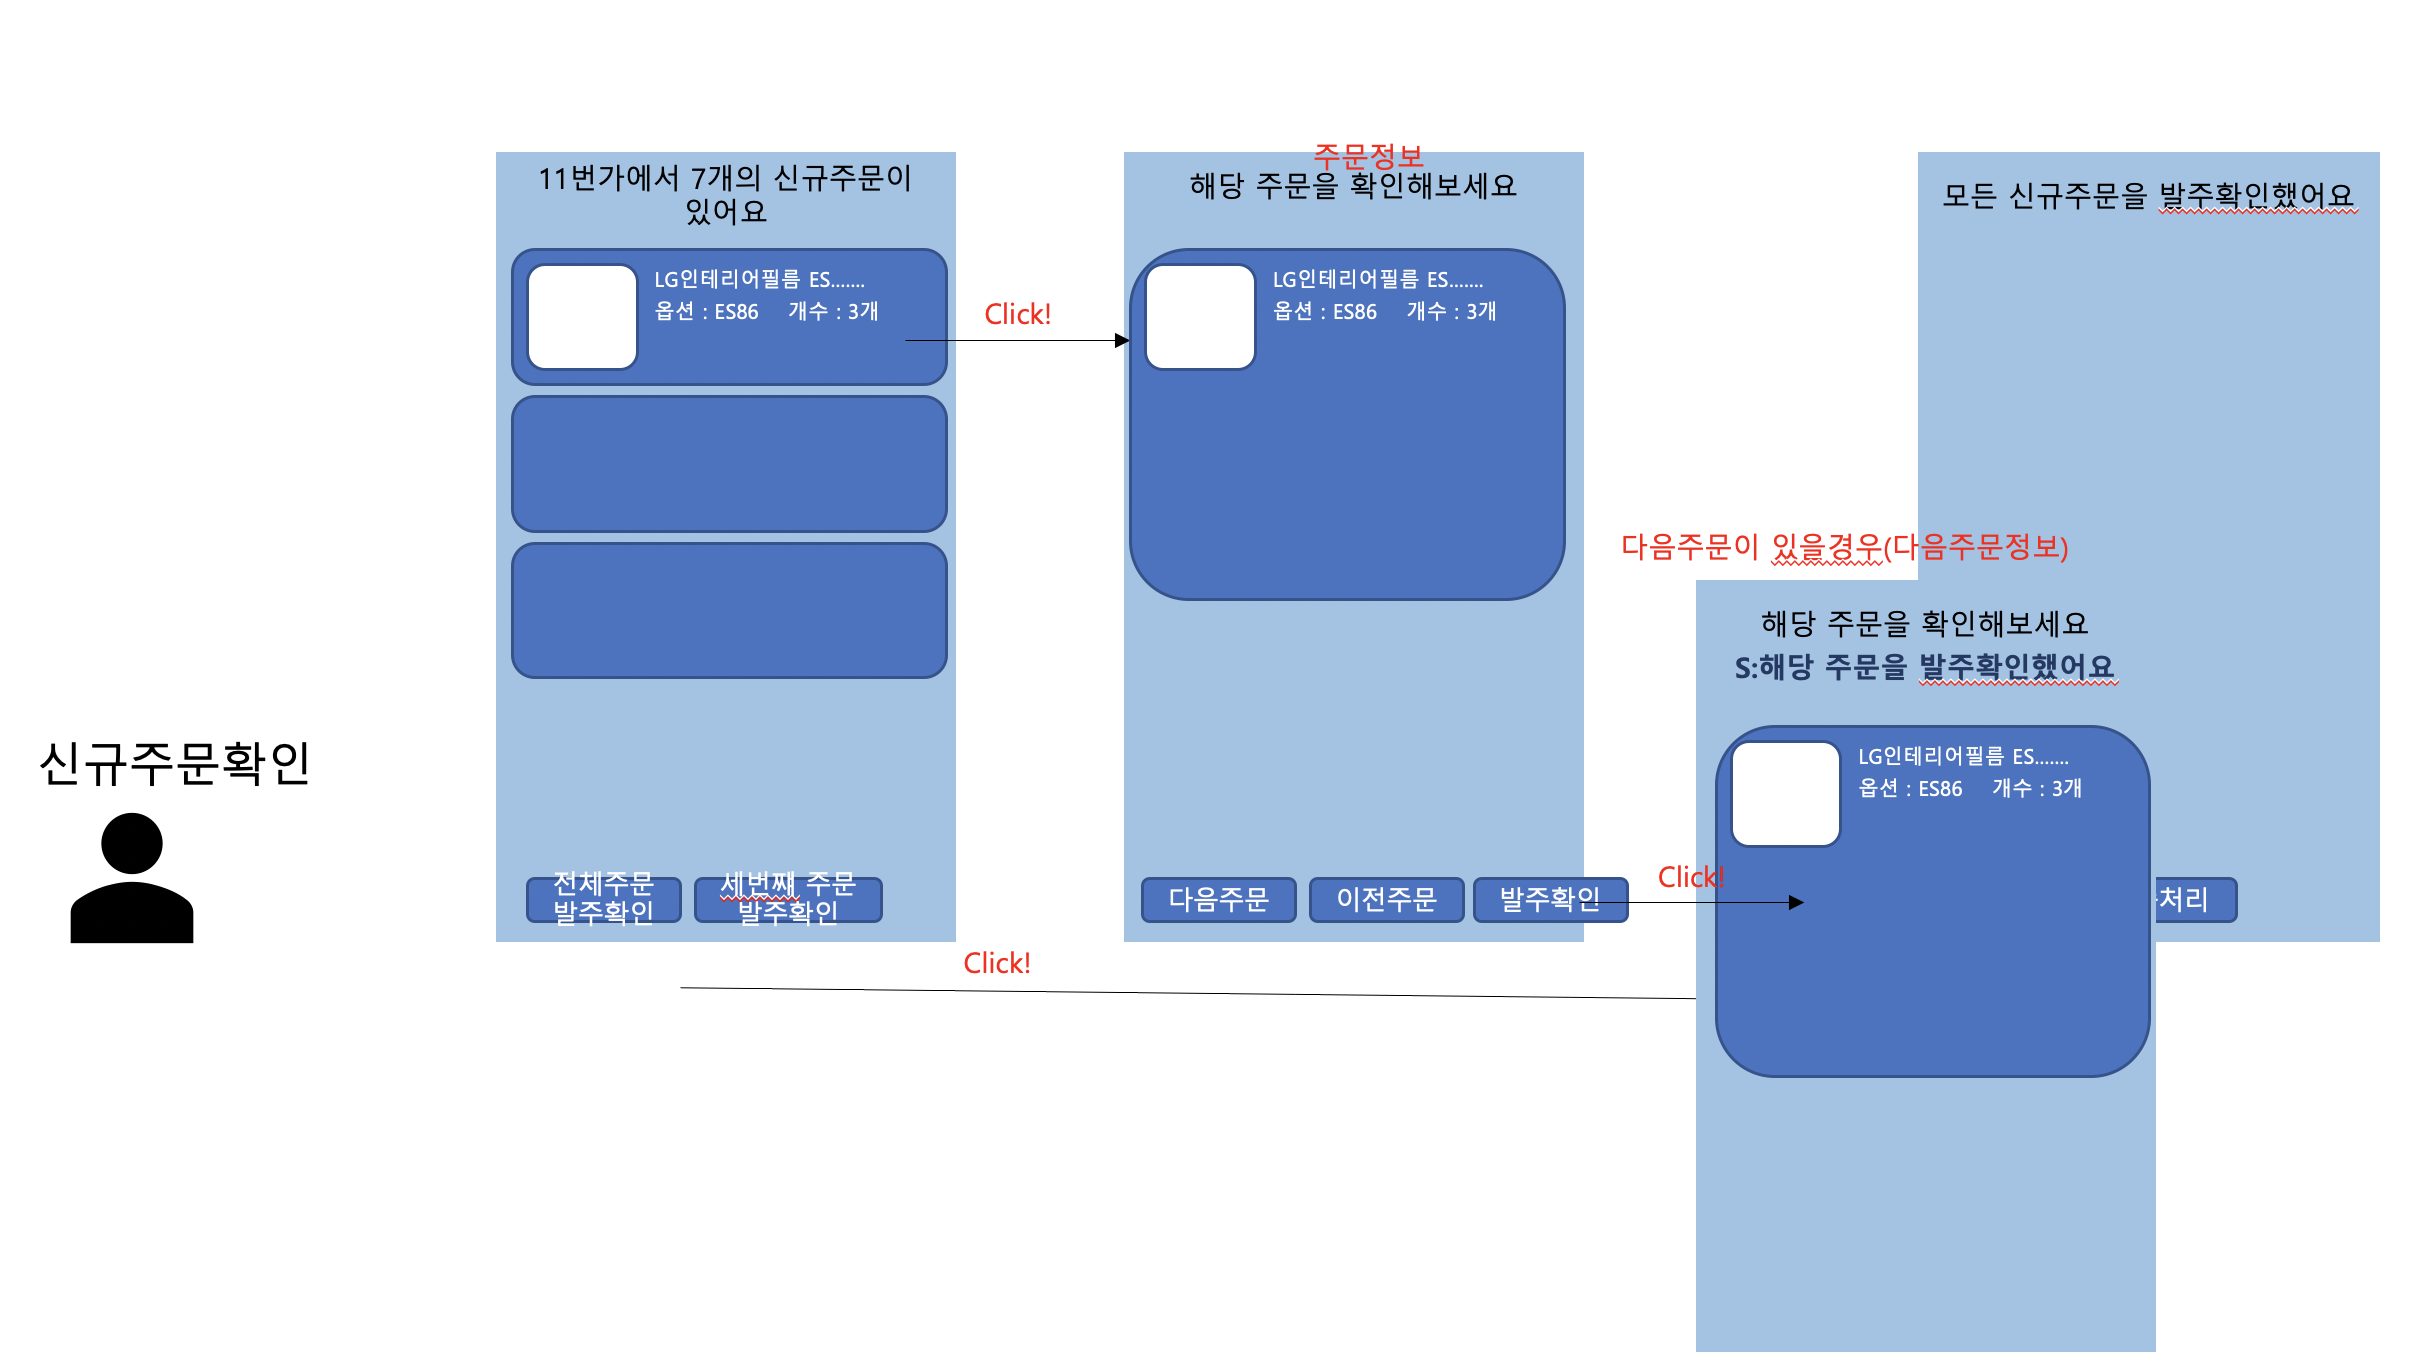 신규주문확인
11번가에서 7개의 신규주문이
있어요
LG인테리어필름 ES.......
옵션 : ES86 개수 : 3개
전체주문
발주확인
세번째 주문
발주확인
Click!
Click!
주문정보
해당 주문을 확인해보세요
LG인테리어필름 ES.......
옵션 : ES86 개수 : 3개
다음주문
이전주문
발주확인
Click!
다음주문이 있을경우(다음주문정보)
해당 주문을 확인해보세요
S:해당 주문을 발주확인했어요
LG인테리어필름 ES.......
옵션 : ES86 개수 : 3개
모든 신규주문을 발주확인했어요
처리